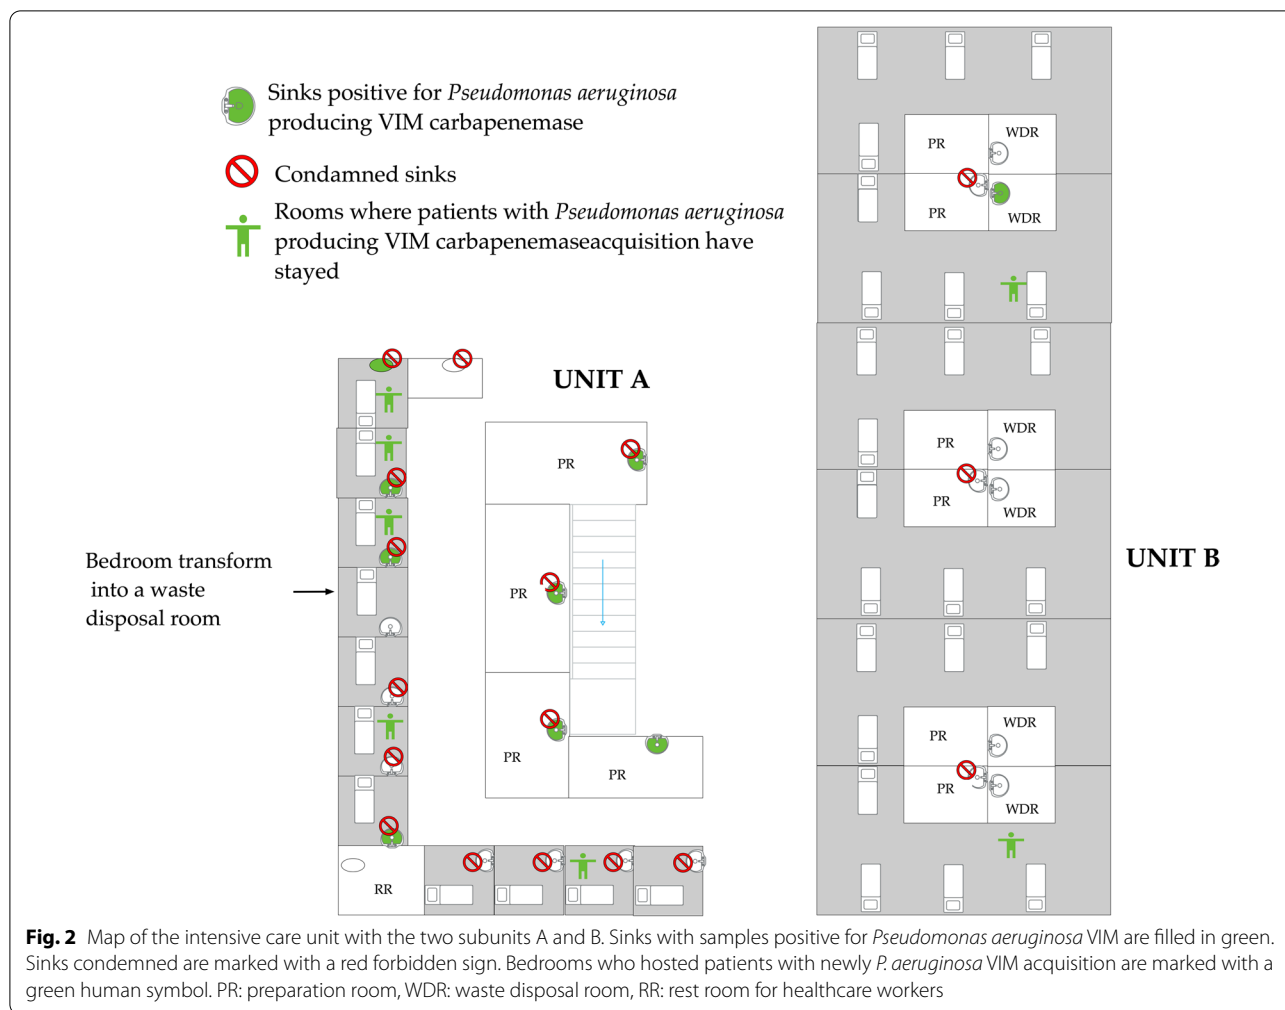 Sinks positive for Pseudomonas aeruginosa
producing VIM carbapenemase
Condamned sinks
Rooms where patients with Pseudomonas aeruginosa
producing VIM carbapenemaseacquisition have
stayed
UNIT A
PR
PR
PR
PR
RR
Bedroom transform
into a waste
disposal room
PR
WDR
PR
WDR
PR
WDR
PR
WDR
UNIT B
PR
WDR
PR
WDR
Fig. 2 Map of the intensive care unit with the two subunits A and B. Sinks with samples positive for Pseudomonas aeruginosa VIM are filled in green.
Sinks condemned are marked with a red forbidden sign. Bedrooms who hosted patients with newly P. aeruginosa VIM acquisition are marked with a
green human symbol. PR: preparation room, WDR: waste disposal room, RR: rest room for healthcare workers